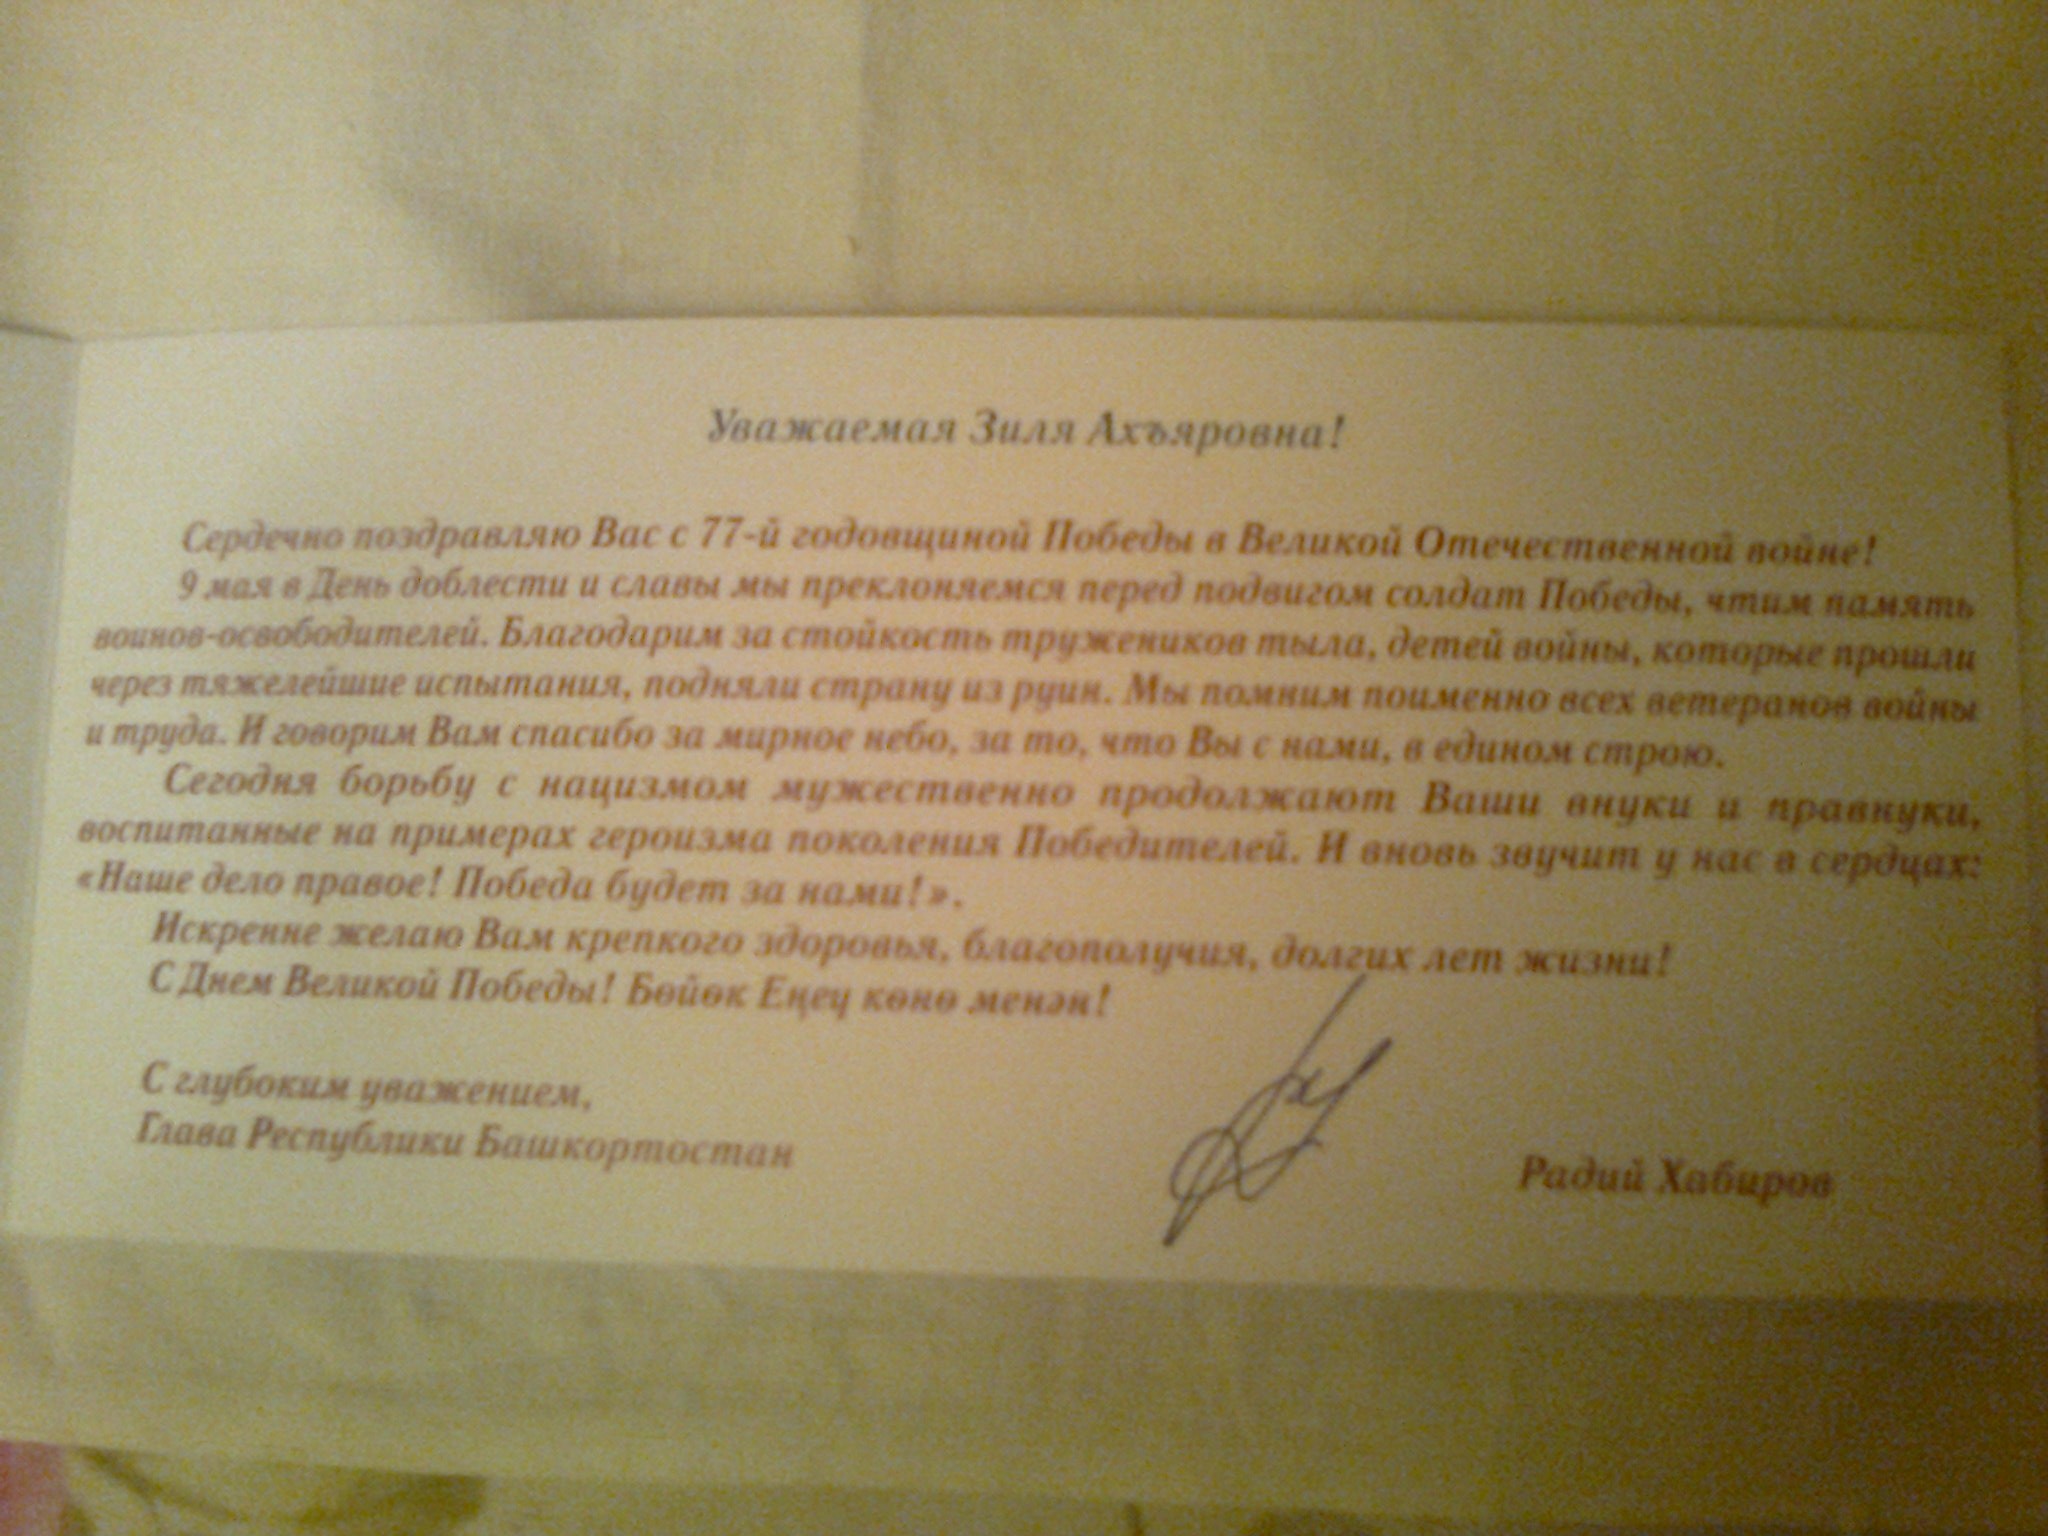 Уважаемая Зиля Ахъяровна!
Сердечно поздравляю Вас с 77-й годовщиной Победы в Великой Отечественной войне!
9 мая в День доблести и славы мы преклоняемся перед подвигом солдат Победы, чтим память
воинов-освободителей. Благодарим за стойкость тружеников тыла, детей войны, которые прошли
через тяжелейшие испытания, подняли страну из руин. Мы помним поименно всех ветеранов войны
и труда. И говорим Вам спасибо за мирное небо, за то, что Вы с нами, в едином строю.
Сегодня борьбу с нацизмом мужественно продолжают Ваши внуки и правнуки,
воспитанные на примерах героизма поколения Победителей. И вновь звучит у нас в сердцах:
«Наше дело правое! Победа будет за нами!».
Искренне желаю Вам крепкого здоровья, благополучия, долгих лет жизни!
С Днем Великой Победы! Бөйөк Еңеү көнө менән!
С глубоким уважением,
Глава Республики Башкортостан
Радий Хабиров